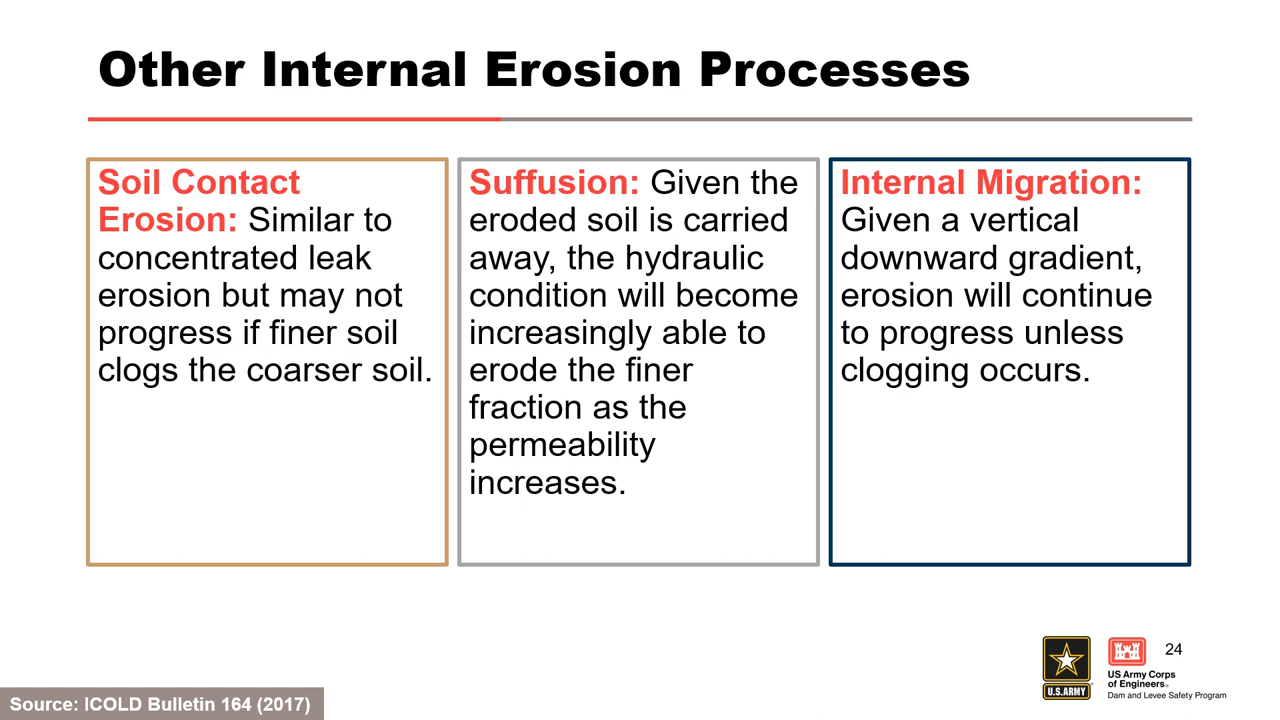 Other Internal Erosion Processes
Soil Contact
Erosion: Similar to
concentrated leak
erosion but may not
progress if finer soil
clogs the coarser soil.
Suffusion: Given the
eroded soil is carried
away, the hydraulic
condition will become
increasingly able to
erode the finer
fraction as the
permeability
increases.
Internal Migration:
Given a vertical
downward gradient,
erosion will continue
to progress unless
clogging occurs.
U.S.ARMY
US Army Corps
of Engineers®
Dam and Levee Safety Program
24
Source: ICOLD Bulletin 164 (2017)